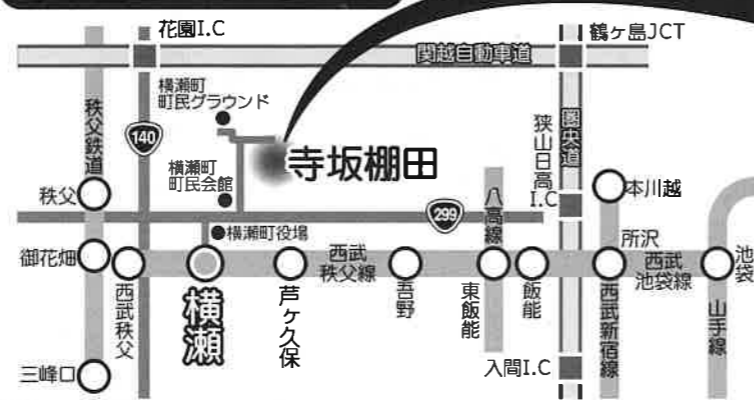 花園I.C
鶴ヶ島JCT
関越自動車道
横瀬町
町民グラウンド
秩父鉄道
140
狭山日高
I.C
圏央道
寺坂棚田
横瀬町
町民会館
八高線
本川越
秩父
299
横瀬町役場
所沢
御花畑
西武
秩父線
西武
池袋線
池袋
西武秩父
横瀬
芦ヶ久保
吾野
東飯能
飯能
西武新宿線
山手線
入間I.C
三峰口